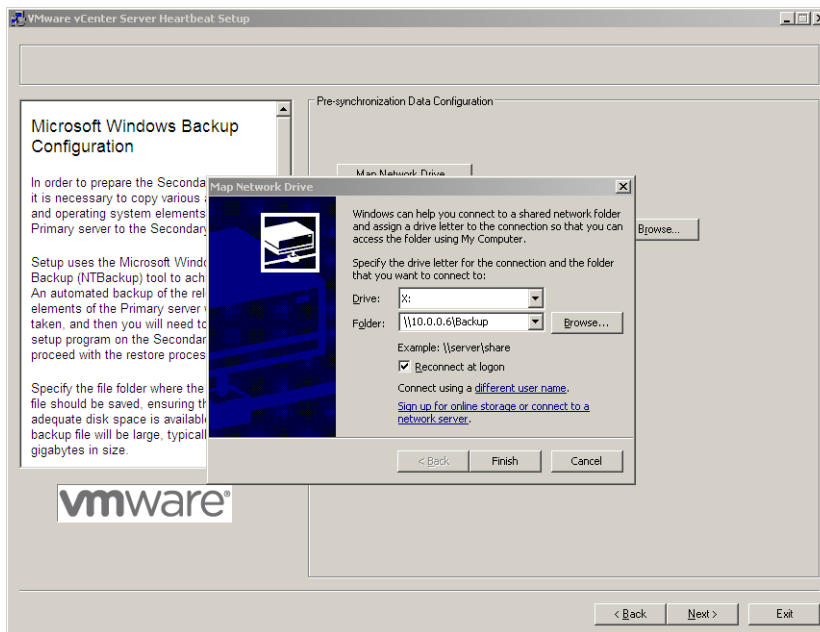 VMware vCenter Server Heartbeat Setup
Microsoft Windows Backup
Configuration
In order to prepare the Seconda
it is necessary to copy various
and operating system elements
Primary server to the Secondary
Setup uses the Microsoft Windo
Backup (NTBackup) tool to ach
An automated backup of the rel
elements of the Primary server
taken, and then you will need to
setup program on the Secondar
proceed with the restore proces
Specify the file folder where the
file should be saved, ensuring th
adequate disk space is available
backup file will be large, typical
gigabytes in size.
vmware®
Pre-synchronization Data Configuration
Map Network Drive
Browse...
Map Network Drive
Windows can help you connect to a shared network folder
and assign a drive letter to the connection so that you can
access the folder using My Computer.
Specify the drive letter for the connection and the folder
that you want to connect to:
Drive: X:
Folder: \\10.0.0.6\Backup Browse...
Example: \\server\share
Reconnect at logon
Connect using a different user name.
Sign up for online storage or connect to a
network server.
< Back Finish Cancel
< Back Next > Exit